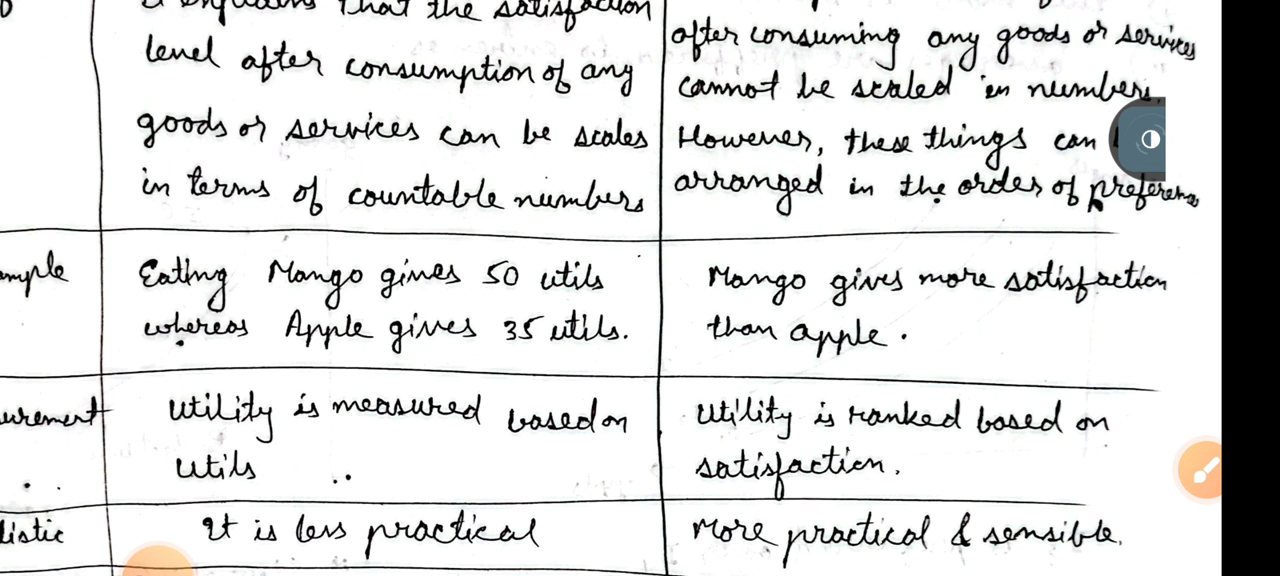 that the satisfaction
level after consumption of any
goods or services can be scales
in terms of countable numbers
after consuming any goods or services
cannot be scaled in numbers.
However, these things can
arranged in the order of preference
Eating Mango gives 50 utils
whereas Apple gives 35 utils.
Mango gives more satisfaction
than apple.
Utility is measured based on
utils ..
Utility is ranked based on
satisfaction.
It is less practical
More practical & sensible.